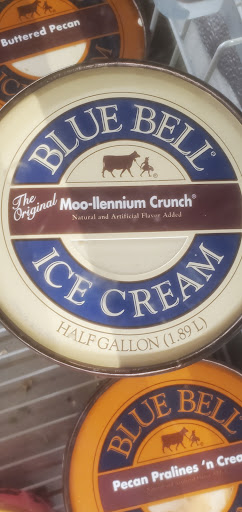 Buttered Pecan
BLUE BELL®
The Original Moo-llennium Crunch®
Natural and Artificial Flavor Added
ICE CREAM
HALF GALLON (1.89 L)
BLUE BELL
Pecan Pralines 'n Crea